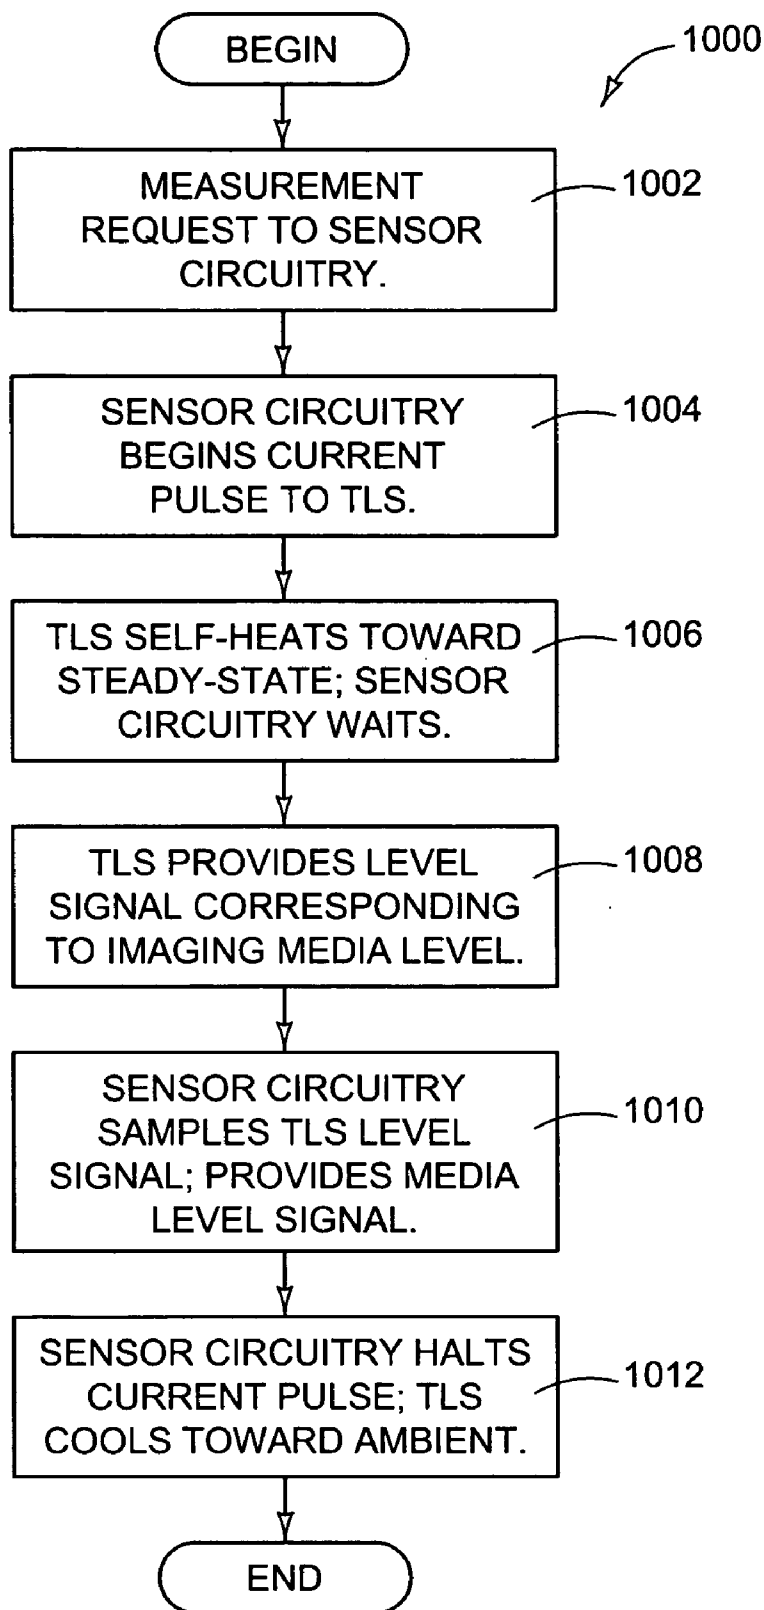 BEGIN
1000
MEASUREMENT
REQUEST TO SENSOR
CIRCUITRY.
1002
SENSOR CIRCUITRY
BEGINS CURRENT
PULSE TO TLS.
1004
TLS SELF-HEATS TOWARD
STEADY-STATE; SENSOR
CIRCUITRY WAITS.
1006
TLS PROVIDES LEVEL
SIGNAL CORRESPONDING
TO IMAGING MEDIA LEVEL.
1008
SENSOR CIRCUITRY
SAMPLES TLS LEVEL
SIGNAL; PROVIDES MEDIA
LEVEL SIGNAL.
1010
SENSOR CIRCUITRY HALTS
CURRENT PULSE; TLS
COOLS TOWARD AMBIENT.
1012
END